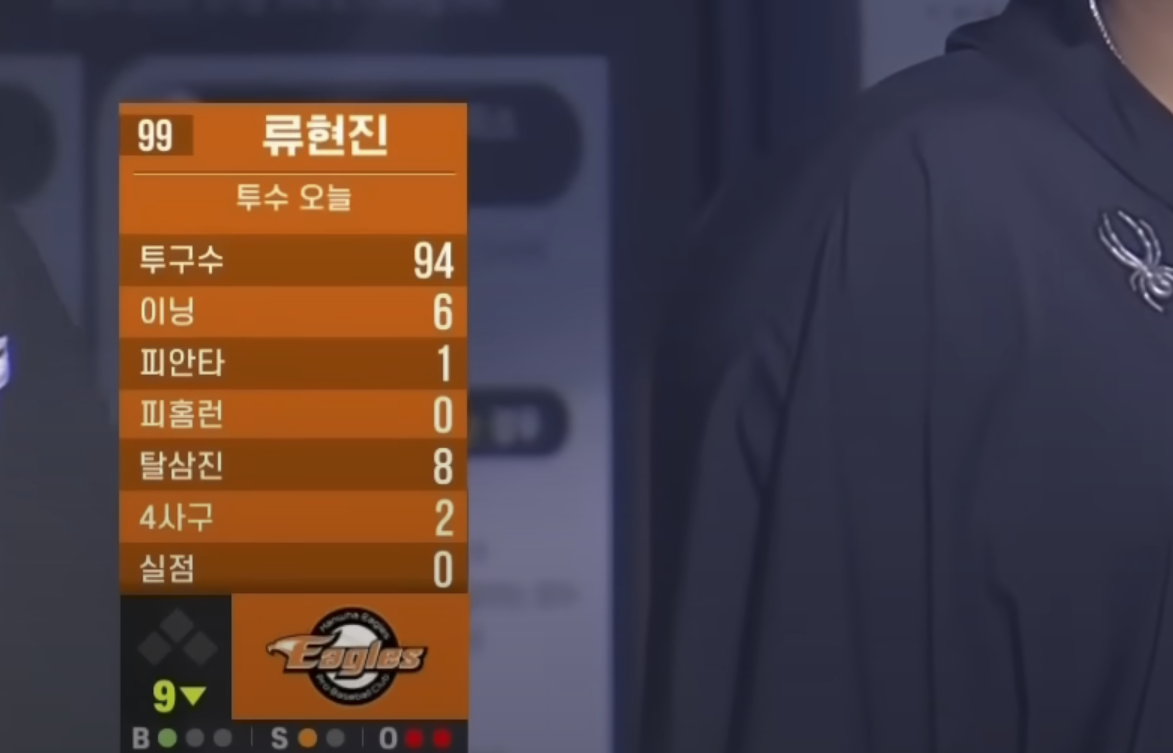 99 류현진
투수 오늘
투구수 94
이닝 6
피안타 1
피홈런 0
탈삼진 8
4사구 2
실점 0
Hanwha Eagles
Eagles
Pro Baseball Club
9▼
B S O